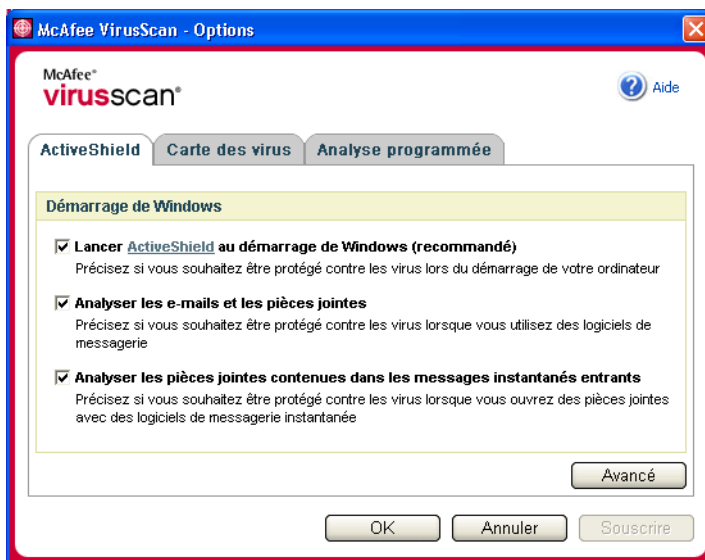 McAfee VirusScan - Options
McAfee®
virusscan®
Aide
ActiveShield
Carte des virus
Analyse programmée
Démarrage de Windows
Lancer ActiveShield au démarrage de Windows (recommandé)
Précisez si vous souhaitez être protégé contre les virus lors du démarrage de votre ordinateur
Analyser les e-mails et les pièces jointes
Précisez si vous souhaitez être protégé contre les virus lorsque vous utilisez des logiciels de
messagerie
Analyser les pièces jointes contenues dans les messages instantanés entrants
Précisez si vous souhaitez être protégé contre les virus lorsque vous ouvrez des pièces jointes
avec des logiciels de messagerie instantanée
Avancé
OK
Annuler
Souscrire